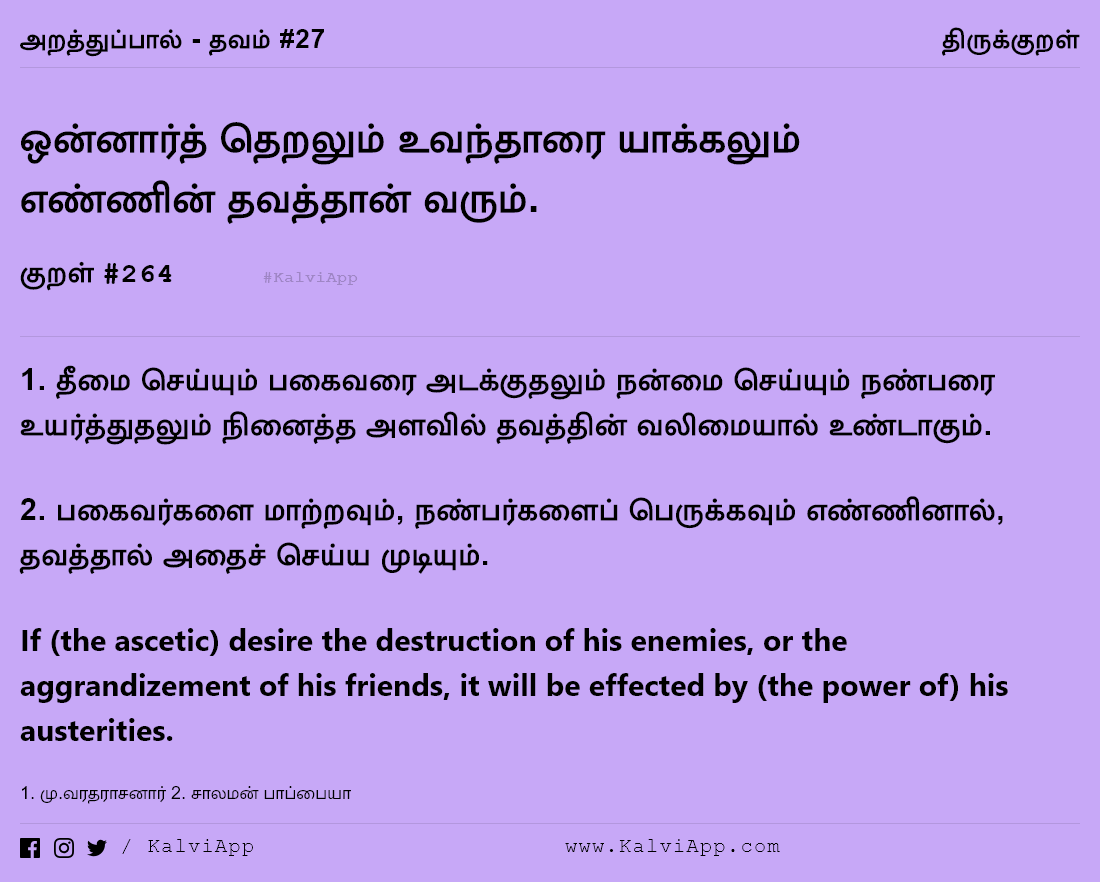 அறத்துப்பால் - தவம் #27
திருக்குறள்
ஒன்னார்த் தெறலும் உவந்தாரை யாக்கலும்
எண்ணின் தவத்தான் வரும்.
குறள் #264
#KalviApp
1. தீமை செய்யும் பகைவரை அடக்குதலும் நன்மை செய்யும் நண்பரை
உயர்த்துதலும் நினைத்த அளவில் தவத்தின் வலிமையால் உண்டாகும்.
2. பகைவர்களை மாற்றவும், நண்பர்களைப் பெருக்கவும் எண்ணினால்,
தவத்தால் அதைச் செய்ய முடியும்.
If (the ascetic) desire the destruction of his enemies, or the
aggrandizement of his friends, it will be effected by (the power of) his
austerities.
1. மு.வரதராசனார் 2. சாலமன் பாப்பையா
/ KalviApp
www.KalviApp.com